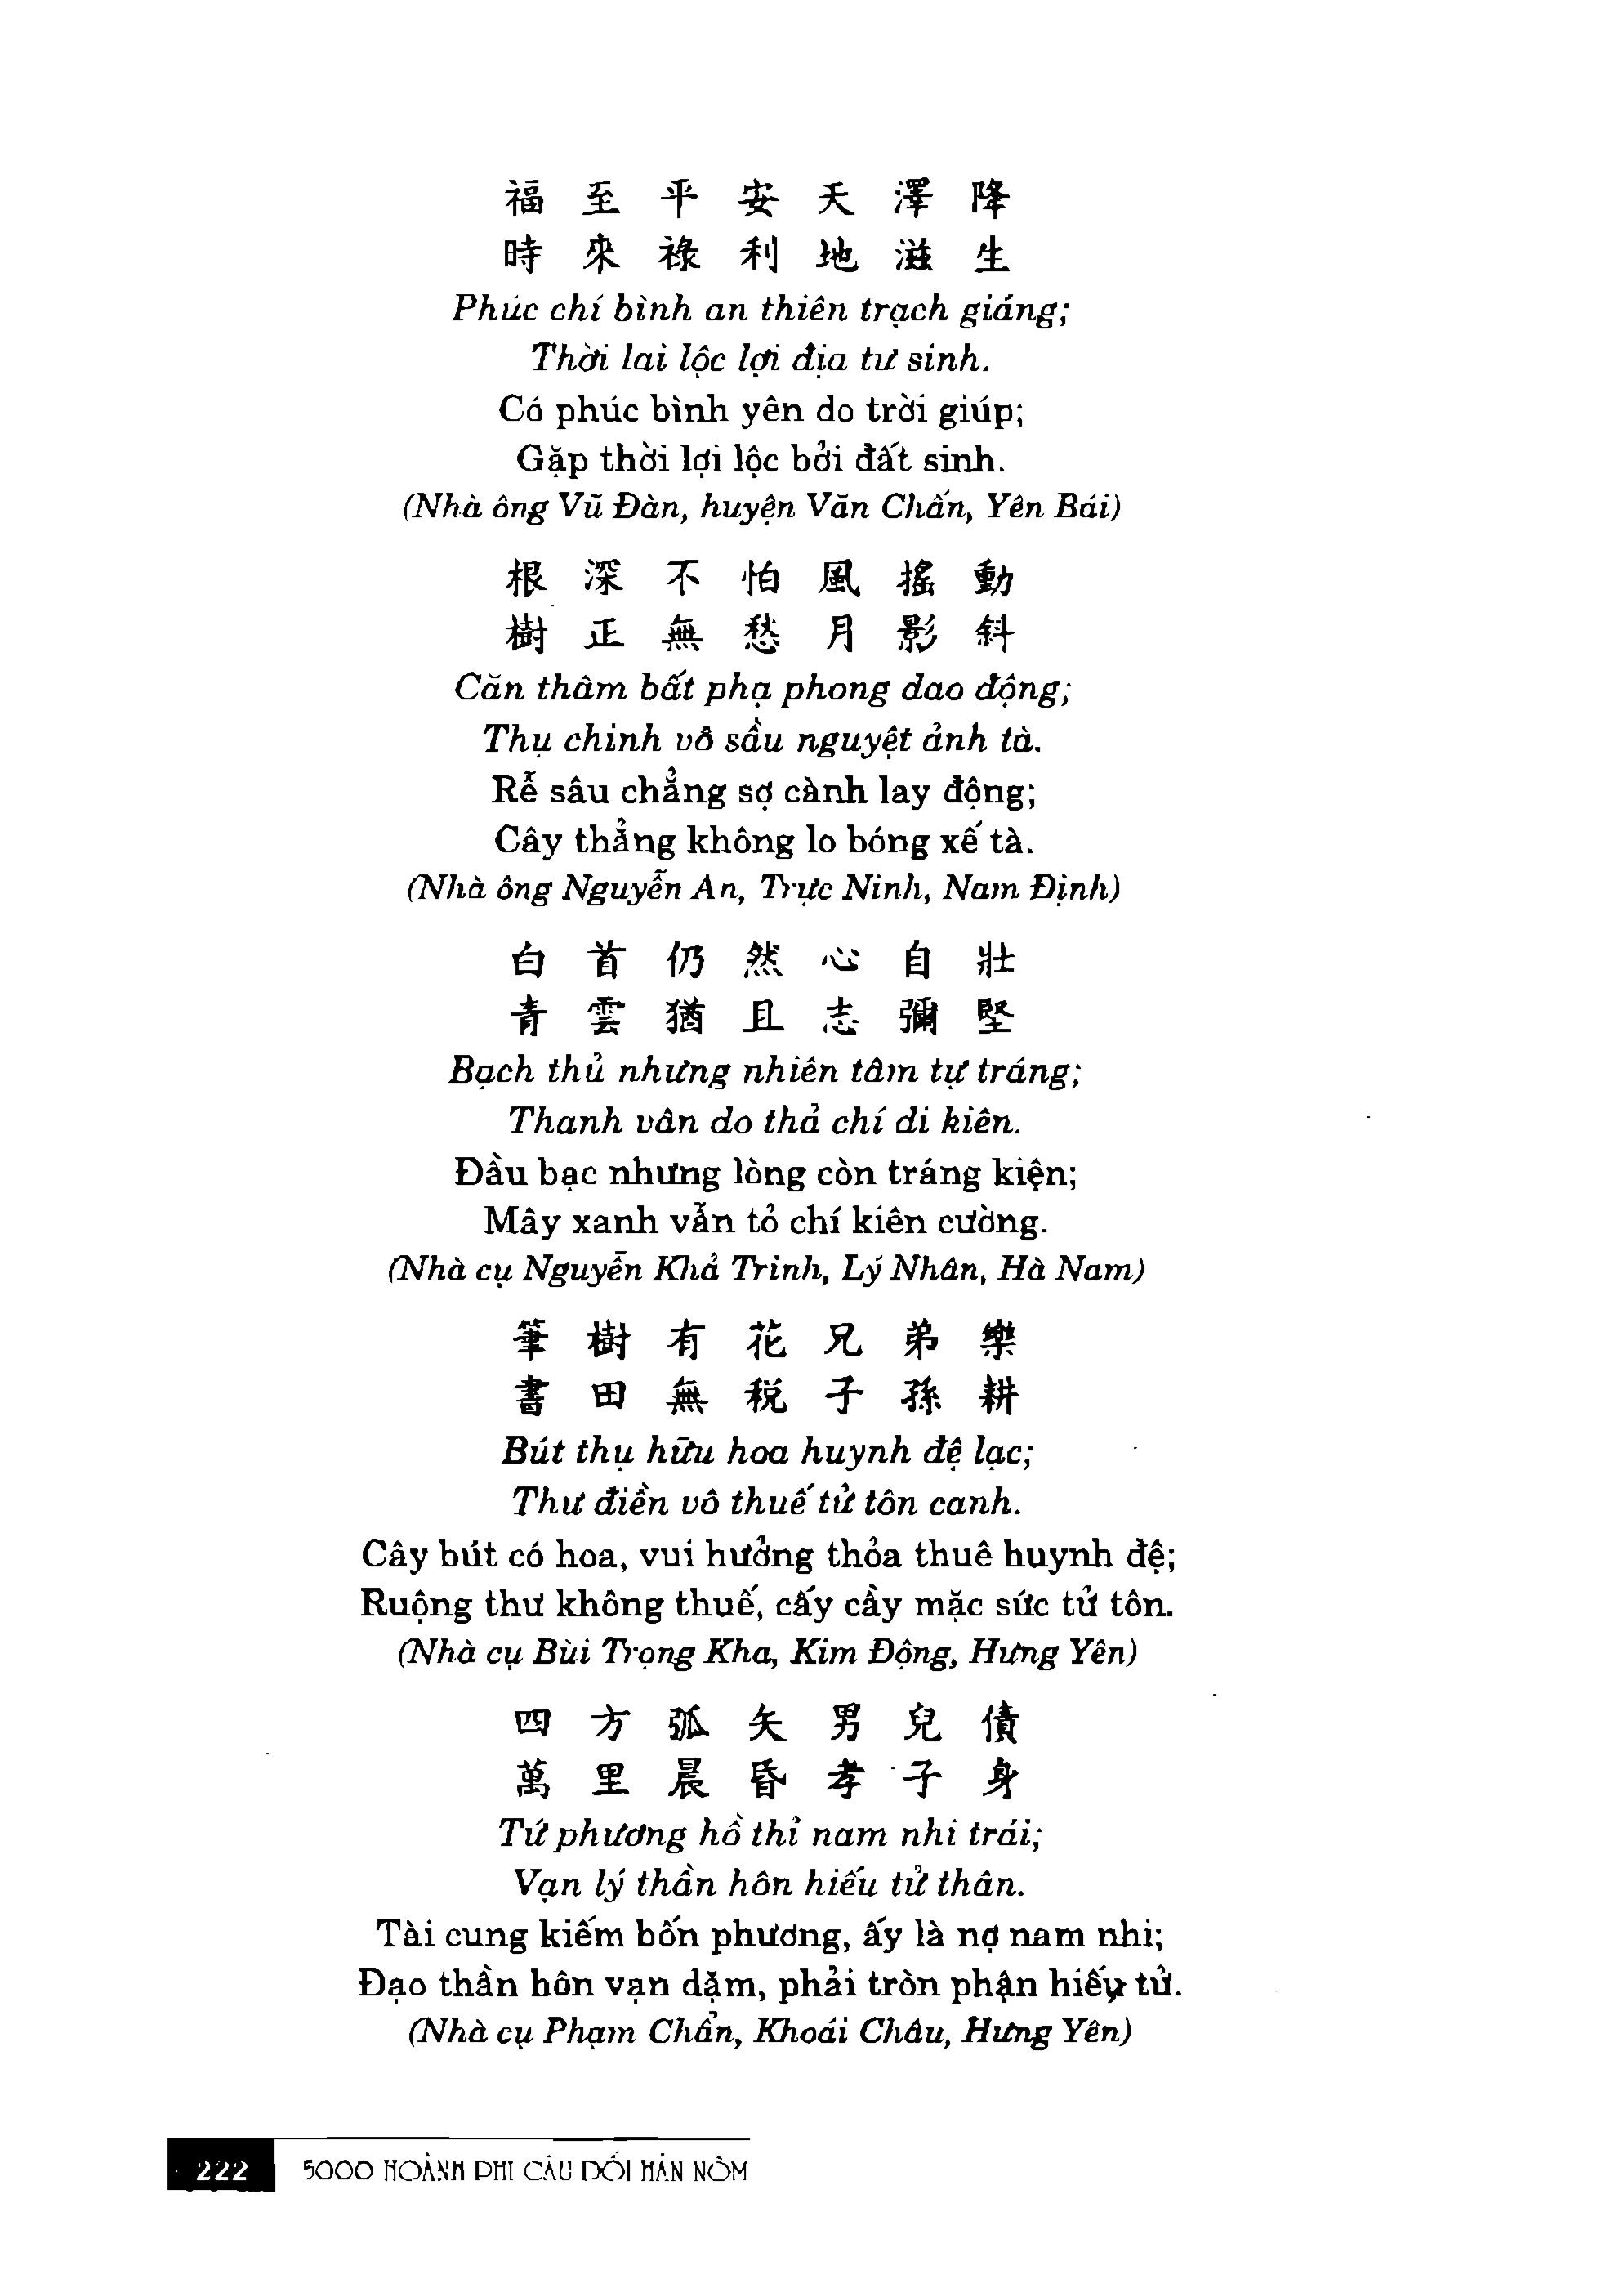 福 至 平 安 天 澤 降
時 來 祿 利 地 滋 生
Phúc chí bình an thiên trạch giáng;
Thời lai lộc lợi địa tư sinh.
Có phúc bình yên do trời giúp;
Gặp thời lợi lộc bởi đất sinh.
(Nhà ông Vũ Đàn, huyện Văn Chấn, Yên Bái)
根 深 不 怕 風 搖 動
樹 正 無 愁 月 影 斜
Căn thâm bất phạ phong dao động;
Thụ chinh vô sầu nguyệt ảnh tà.
Rễ sâu chẳng sợ cành lay động;
Cây thẳng không lo bóng xế tà.
(Nhà ông Nguyễn An, Trực Ninh, Nam Định)
白 首 仍 然 心 自 壯
青 雲 猶 且 志 彌 堅
Bạch thủ nhưng nhiên tâm tự tráng;
Thanh vân do thả chí di kiên.
Đầu bạc nhưng lòng còn tráng kiện;
Mây xanh vẫn tỏ chí kiên cường.
(Nhà cụ Nguyễn Khả Trinh, Lý Nhân, Hà Nam)
筆 樹 有 花 兄 弟 樂
書 田 無 税 子 孫 耕
Bút thụ hữu hoa huynh đệ lạc;
Thư điền vô thuế tử tôn canh.
Cây bút có hoa, vui hưởng thỏa thuê huynh đệ;
Ruộng thư không thuế, cấy cầy mặc sức tử tôn.
(Nhà cụ Bùi Trọng Kha, Kim Động, Hưng Yên)
四 方 弧 矢 男 兒 債
萬 里 晨 昏 孝 子 身
Tứ phương hồ thỉ nam nhi trái;
Vạn lý thần hôn hiếu tử thân.
Tài cung kiếm bốn phương, ấy là nợ nam nhi;
Đạo thần hôn vạn dặm, phải tròn phận hiếu tử.
(Nhà cụ Phạm Chẩn, Khoái Châu, Hưng Yên)
222 5000 HOÀNH PHI CÂU ĐỐI HÁN NÔM